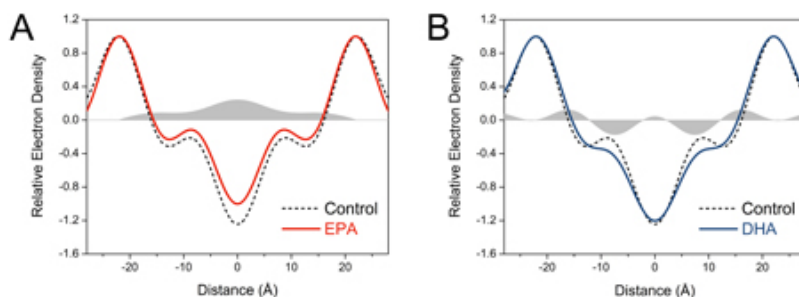 A
Relative Electron Density
1.2
0.8
0.4
0.0
-0.4
-0.8
-1.2
-1.6
Control
EPA
-20
-10
0
10
20
Distance (Å)
B
Relative Electron Density
1.2
0.8
0.4
0.0
-0.4
-0.8
-1.2
-1.6
Control
DHA
-20
-10
0
10
20
Distance (Å)